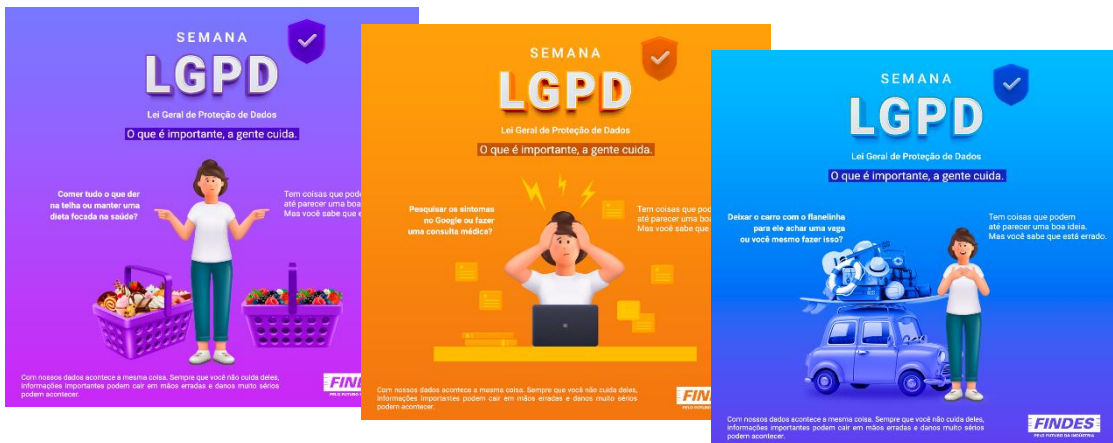 SEMANA
LGPD
Lei Geral de Proteção de Dados
O que é importante, a gente cuida.
Comer tudo o que der
na telha ou manter uma
dieta focada na saúde?
Tem coisas que
até parecer uma boa
Mas você sabe que
Com nossos dados acontece a mesma coisa. Sempre que você não cuida deles,
informações importantes podem cair em mãos erradas e danos muito sérios
podem acontecer.
SEMANA
LGPD
Lei Geral de Proteção de Dados
O que é importante, a gente cuida.
Pesquisar os sintomas
no Google ou fazer
uma consulta médica?
Tem coisas que
até parecer uma
Mas você sabe que
Com nossos dados acontece a mesma coisa. Sempre que você não cuida deles,
informações importantes podem cair em mãos erradas e danos muito sérios
podem acontecer.
SEMANA
LGPD
Lei Geral de Proteção de Dados
O que é importante, a gente cuida.
Deixar o carro com o flanelinha
para ele achar uma vaga
ou você mesmo fazer isso?
Tem coisas que podem
até parecer uma boa ideia.
Mas você sabe que está errado.
Com nossos dados acontece a mesma coisa. Sempre que você não cuida deles,
informações importantes podem cair em mãos erradas e danos muito sérios
podem acontecer.
FINDES
PELO FUTURO DA INDÚSTRIA